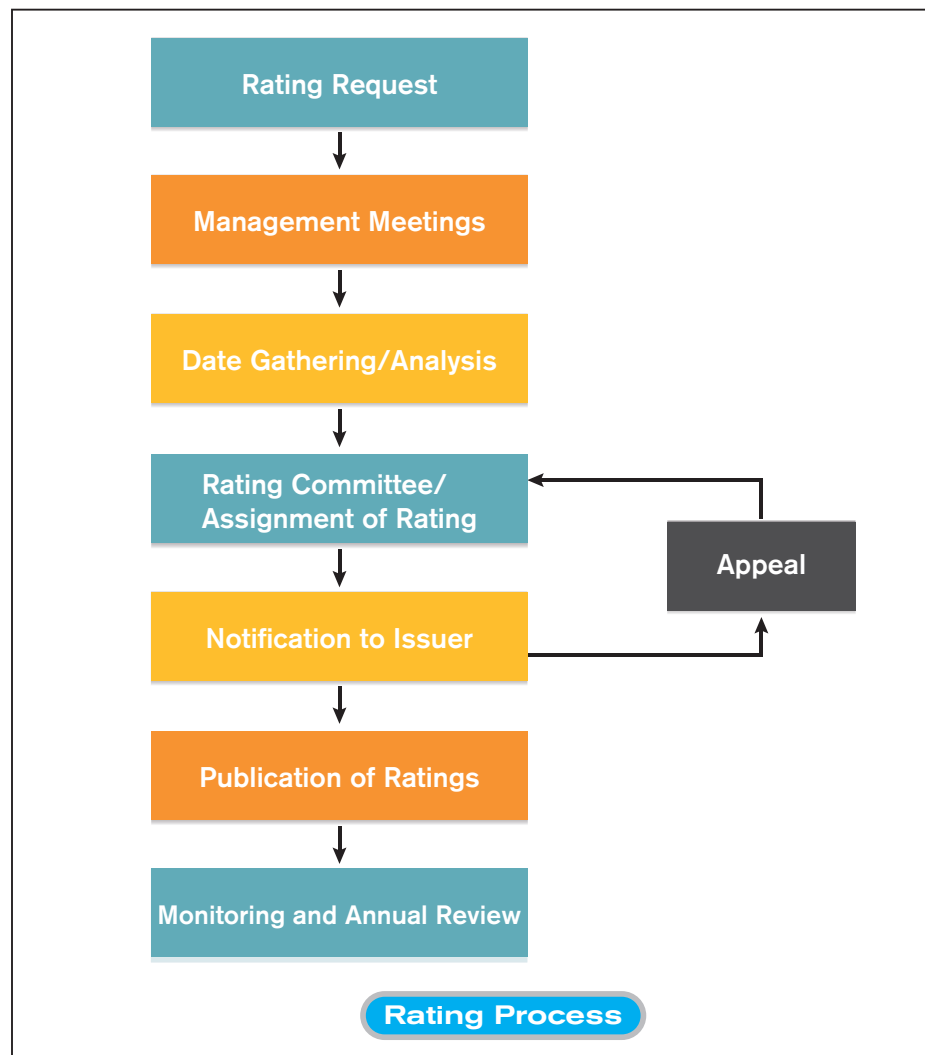 Rating Request
Management Meetings
Date Gathering/Analysis
Rating Committee/
Assignment of Rating
Appeal
Notification to Issuer
Publication of Ratings
Monitoring and Annual Review
Rating Process